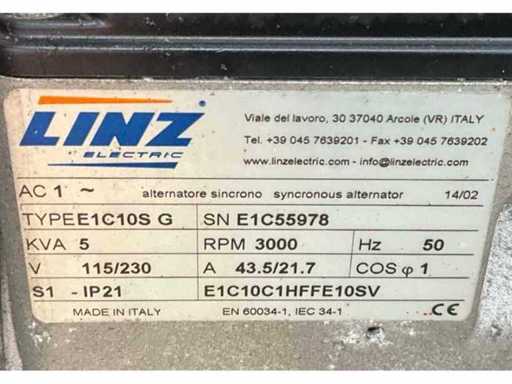 LINZ
ELECTRIC
Viale del lavoro, 30 37040 Arcole (VR) ITALY
Tel. +39 045 7639201 - Fax +39 045 7639202
www.linzelectric.com - info@linzelectric.com
AC 1 ~ alternatore sincrono syncronous alternator 14/02
TYPE E1C10S G SN E1C55978
KVA 5 RPM 3000 Hz 50
V 115/230 A 43.5/21.7 COS φ 1
S1 - IP21 E1C10C1HFFE10SV
MADE IN ITALY EN 60034-1, IEC 34-1 CE